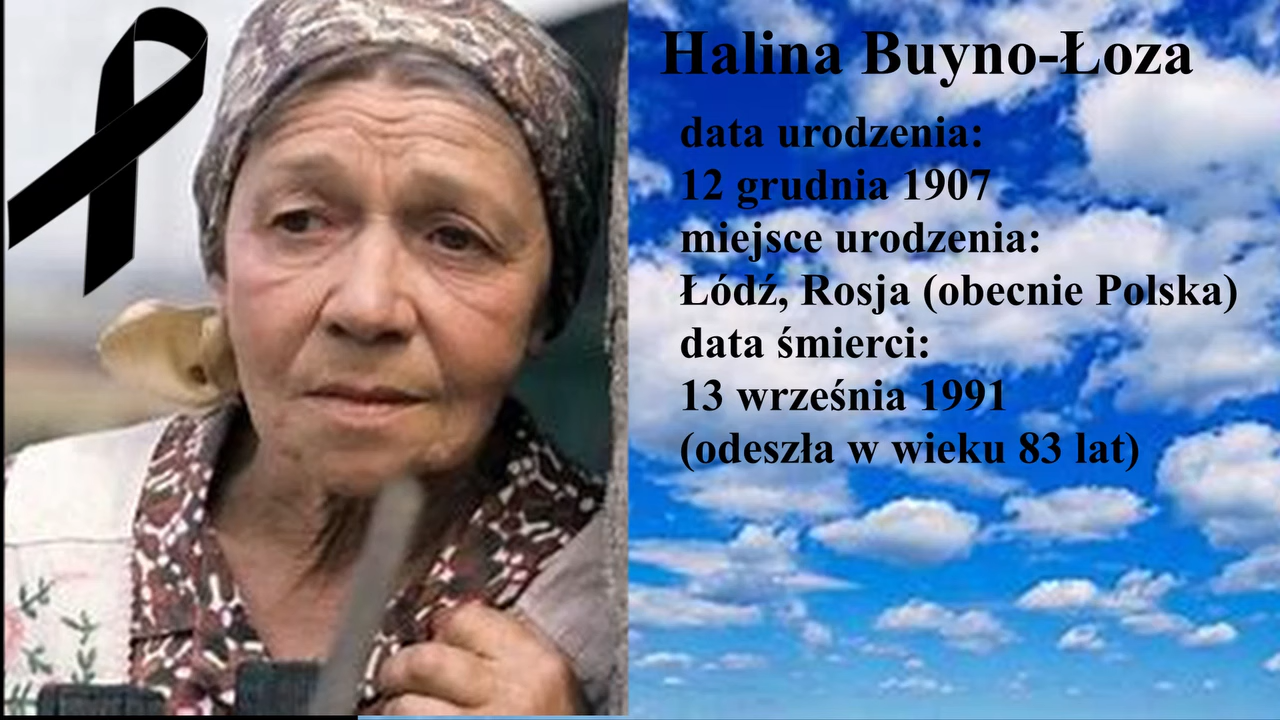 Halina Buyno-Łoza
data urodzenia:
12 grudnia 1907
miejsce urodzenia:
Łódź, Rosja (obecnie Polska)
data śmierci:
13 września 1991
(odeszła w wieku 83 lat)